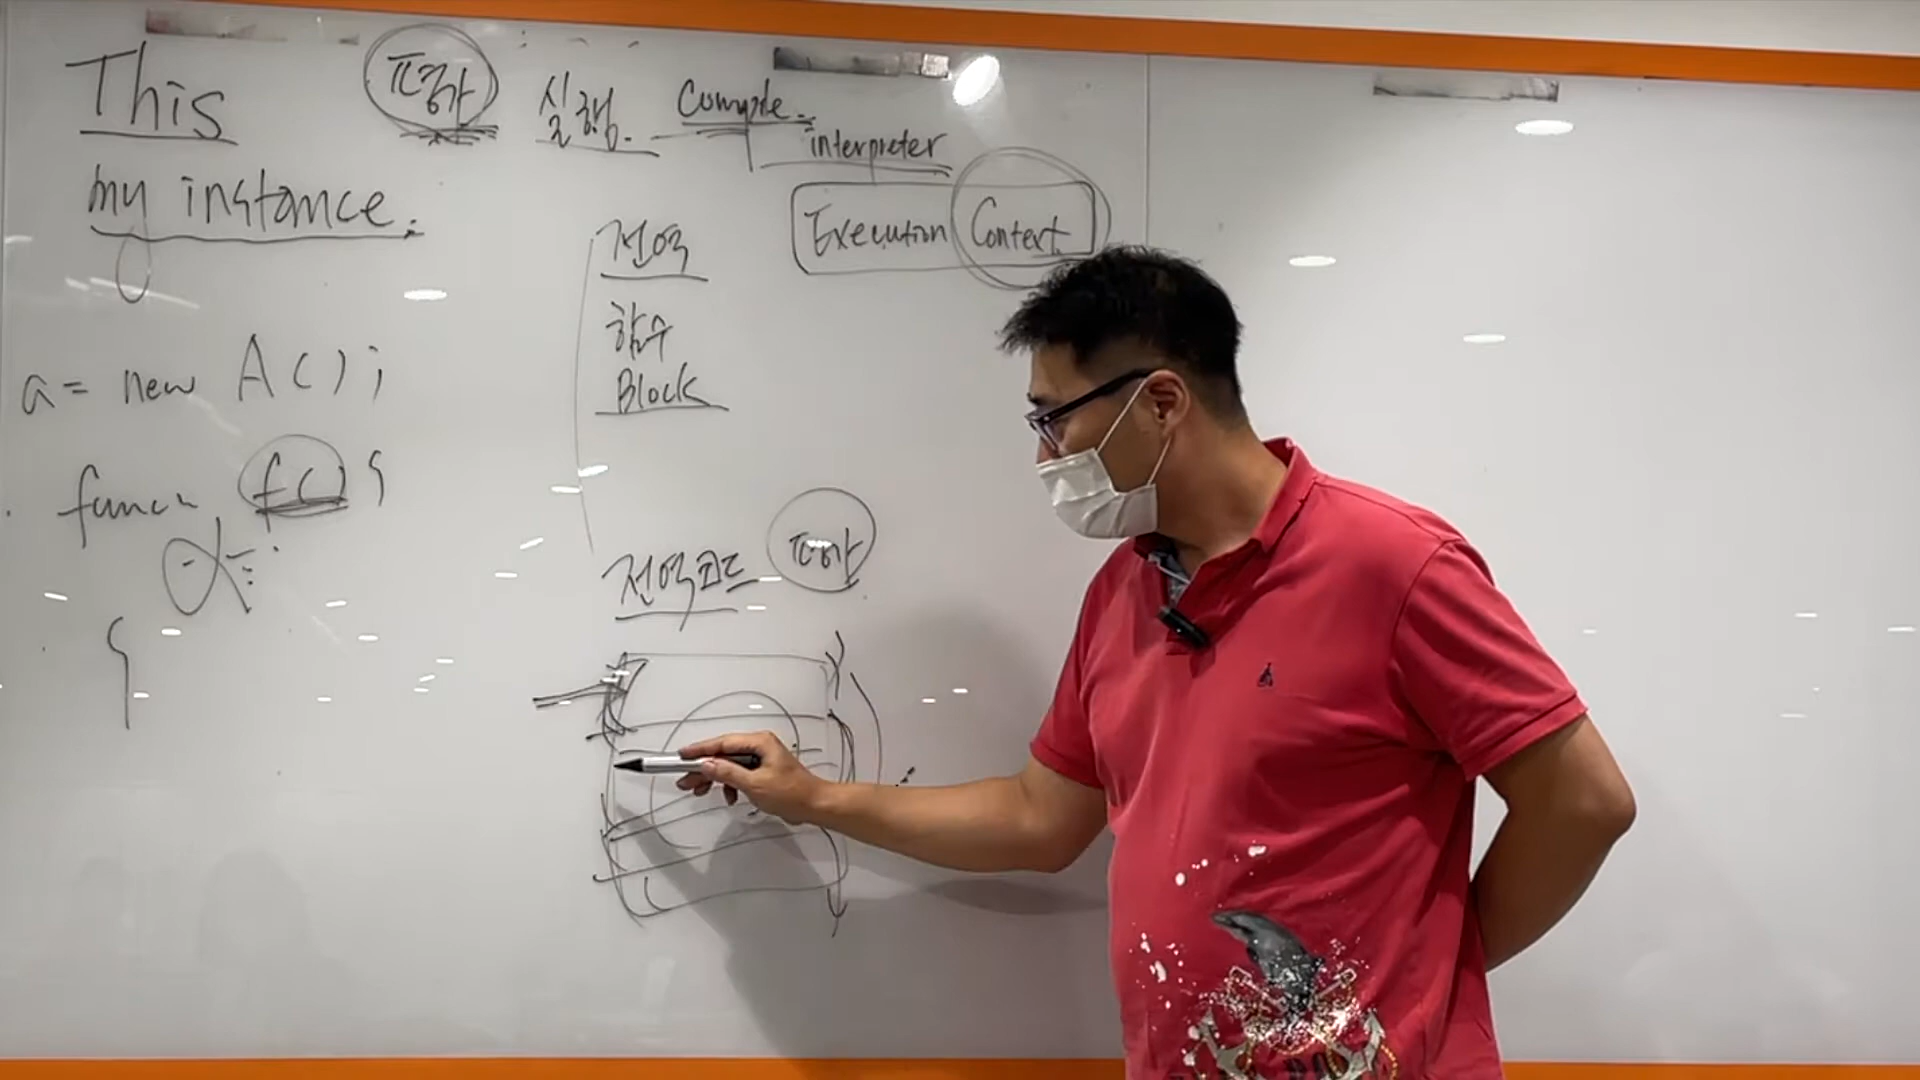 This
my instance.
a = new A();
평가
실행.
Compile.
interpreter
Execution Context
전역
함수
Block
전역코드
평가
f() {